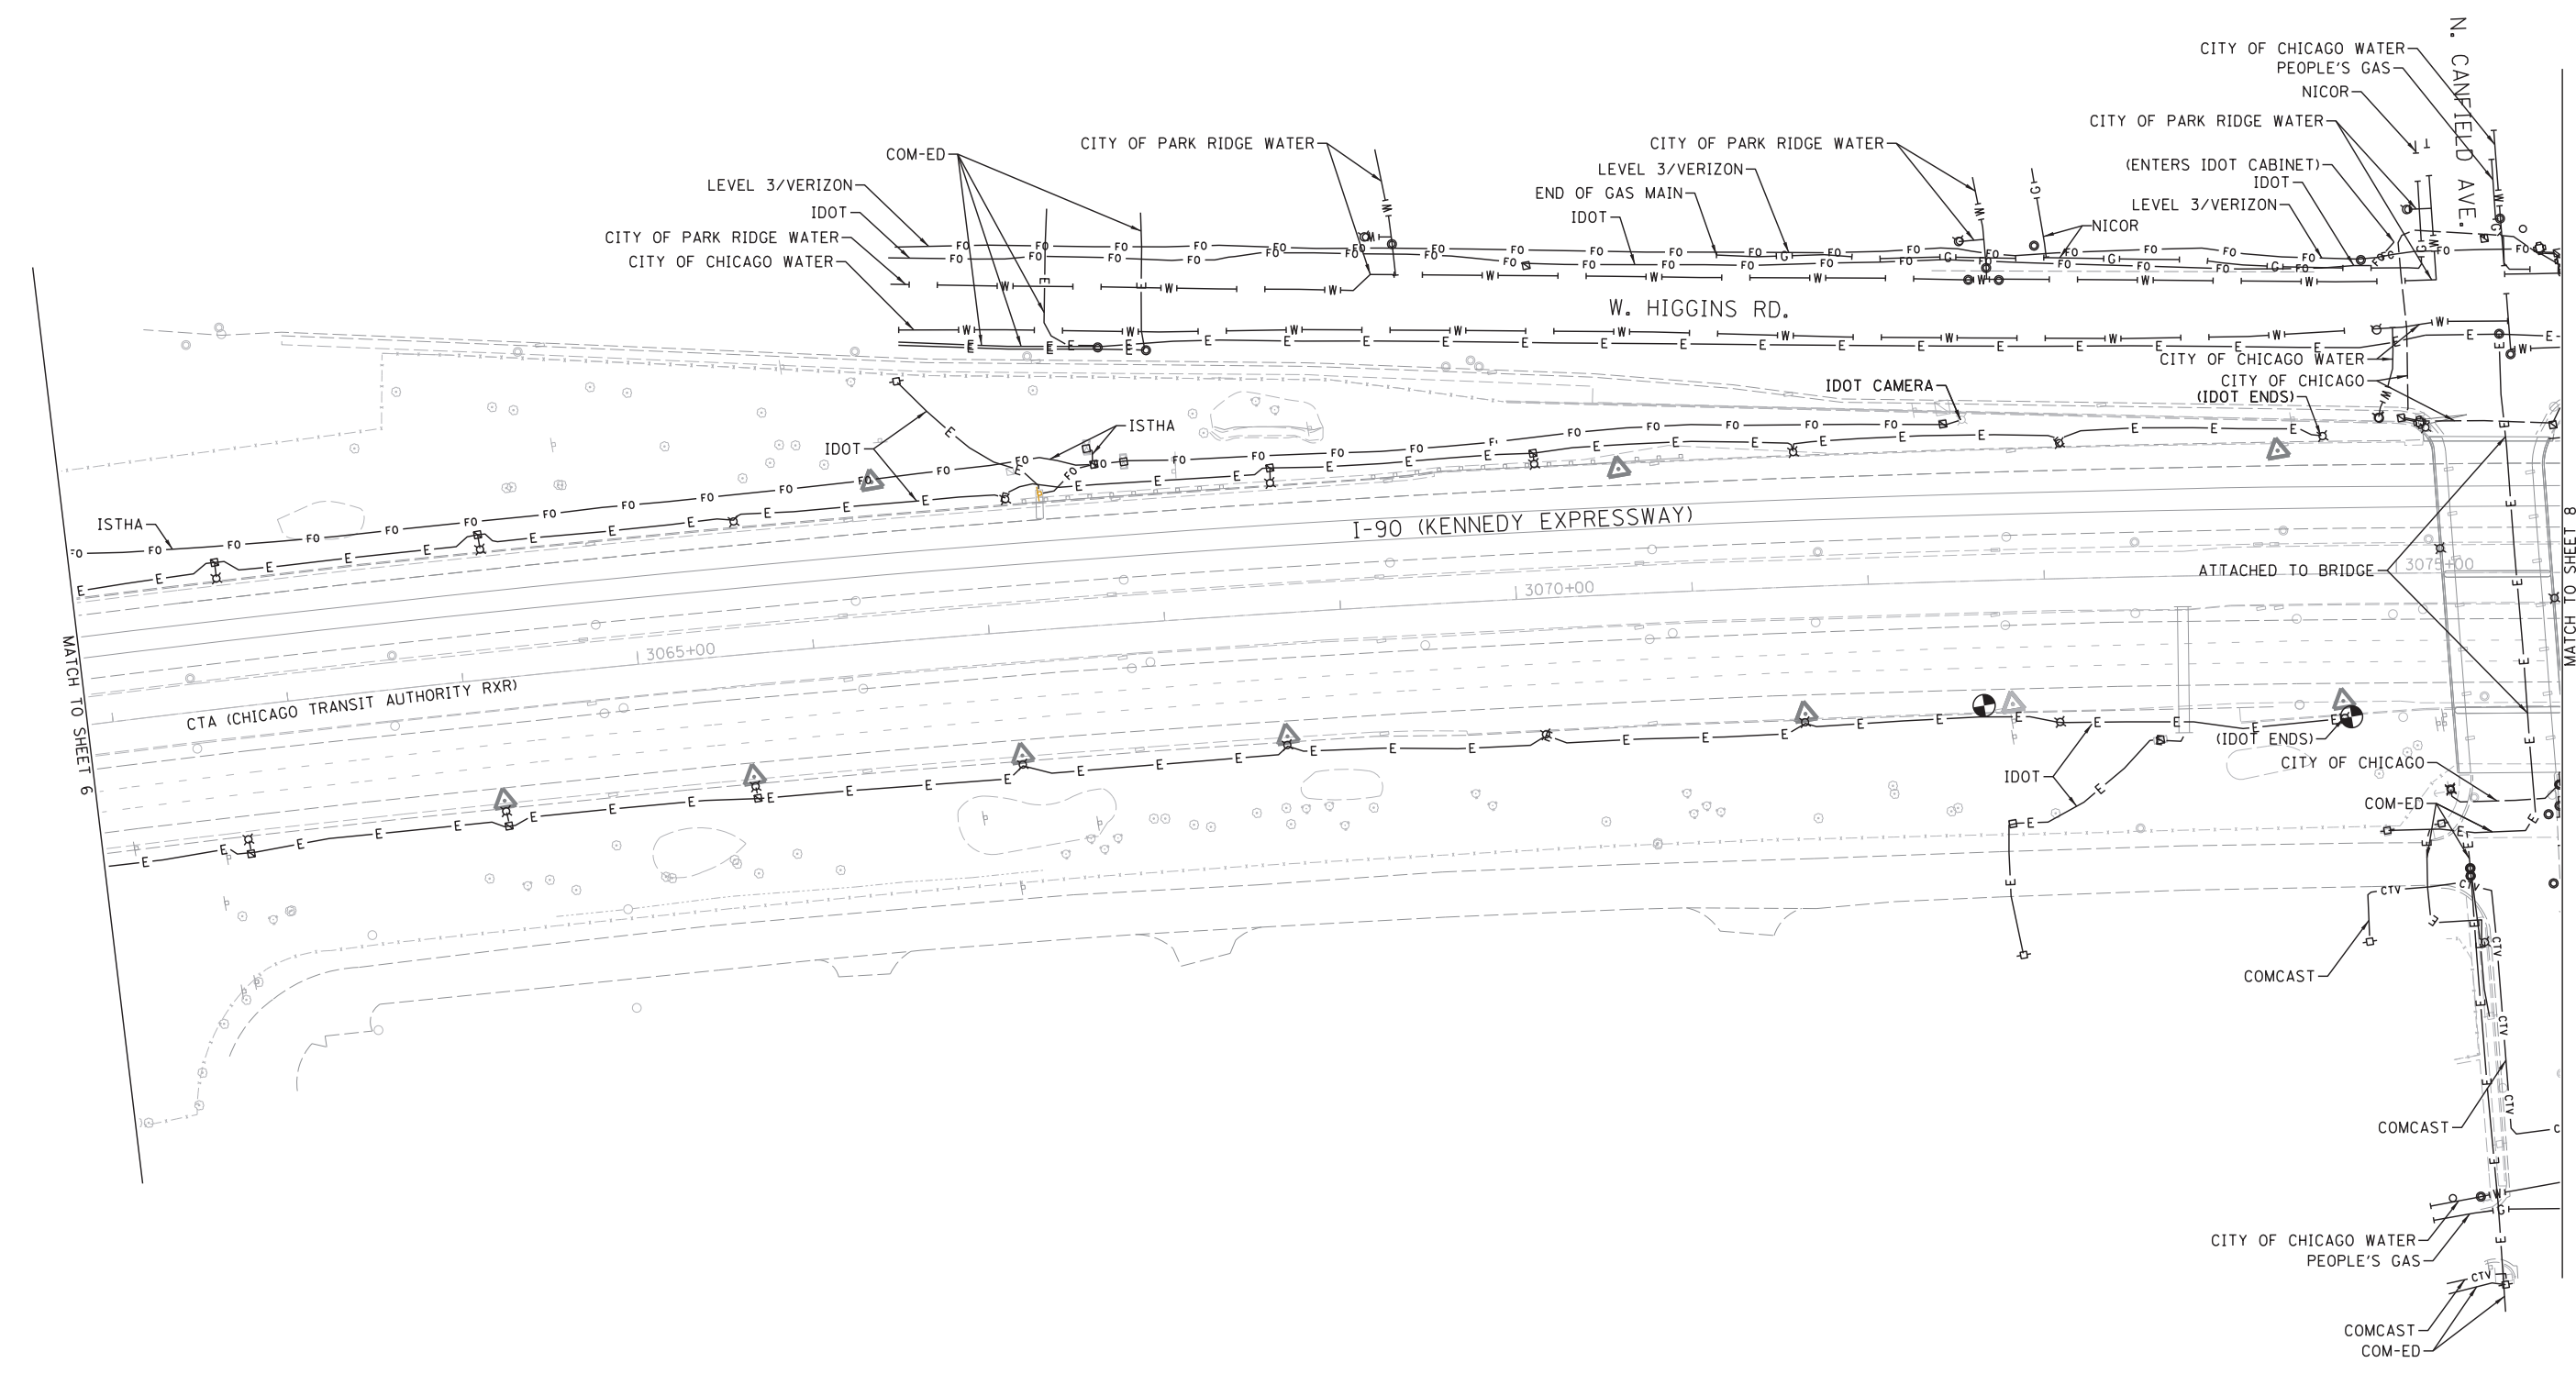 N. CANFIELD AVE.
CITY OF CHICAGO WATER
PEOPLE'S GAS
NICOR
CITY OF PARK RIDGE WATER
(ENTERS IDOT CABINET)
IDOT
LEVEL 3/VERIZON
NICOR
CITY OF PARK RIDGE WATER
LEVEL 3/VERIZON
END OF GAS MAIN
IDOT
CITY OF PARK RIDGE WATER
COM-ED
LEVEL 3/VERIZON
IDOT
CITY OF PARK RIDGE WATER
CITY OF CHICAGO WATER
W. HIGGINS RD.
CITY OF CHICAGO WATER
CITY OF CHICAGO
(IDOT ENDS)
IDOT CAMERA
ISTHA
IDOT
ISTHA
I-90 (KENNEDY EXPRESSWAY)
ATTACHED TO BRIDGE
3075+00
3070+00
3065+00
MATCH TO SHEET 8
MATCH TO SHEET 6
CTA (CHICAGO TRANSIT AUTHORITY RXR)
(IDOT ENDS)
CITY OF CHICAGO
IDOT
COM-ED
COMCAST
COMCAST
CITY OF CHICAGO WATER
PEOPLE'S GAS
COMCAST
COM-ED